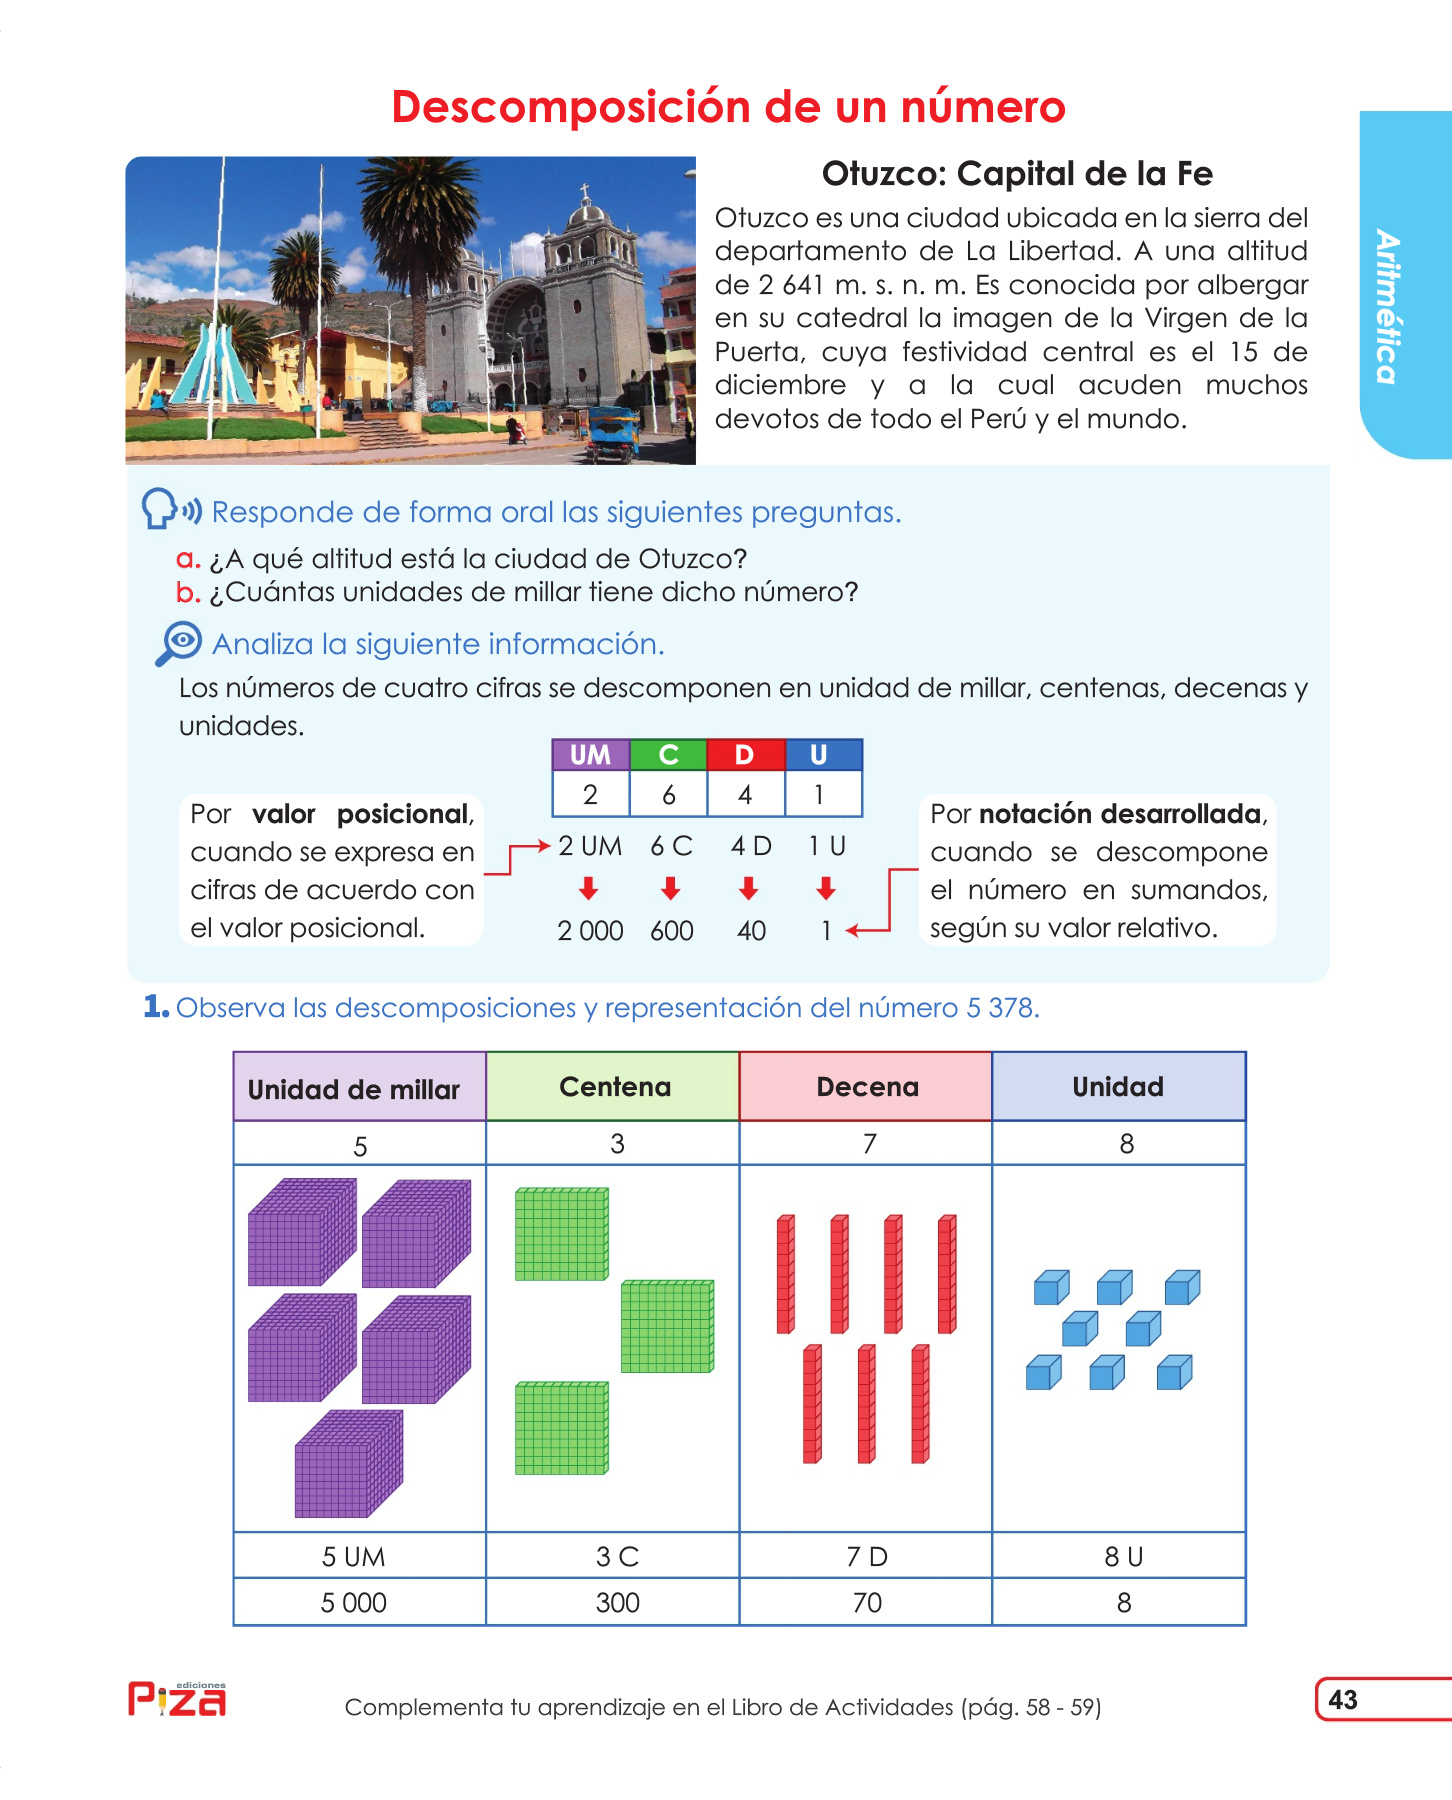 Descomposición de un número
Otuzco: Capital de la Fe
Otuzco es una ciudad ubicada en la sierra del
departamento de La Libertad. A una altitud
de 2 641 m. s. n. m. Es conocida por albergar
en su catedral la imagen de la Virgen de la
Puerta, cuya festividad central es el 15 de
diciembre y a la cual acuden muchos
devotos de todo el Perú y el mundo.
Aritmética
Responde de forma oral las siguientes preguntas.
a. ¿A qué altitud está la ciudad de Otuzco?
b. ¿Cuántas unidades de millar tiene dicho número?
Analiza la siguiente información.
Los números de cuatro cifras se descomponen en unidad de millar, centenas, decenas y
unidades.
UM C D U
2 6 4 1
2 UM 6 C 4 D 1 U
2 000 600 40 1
Por valor posicional,
cuando se expresa en
cifras de acuerdo con
el valor posicional.
Por notación desarrollada,
cuando se descompone
el número en sumandos,
según su valor relativo.
1. Observa las descomposiciones y representación del número 5 378.
Unidad de millar Centena Decena Unidad
5 3 7 8
5 UM 3 C 7 D 8 U
5 000 300 70 8
ediciones
Piza
Complementa tu aprendizaje en el Libro de Actividades (pág. 58 - 59)
43